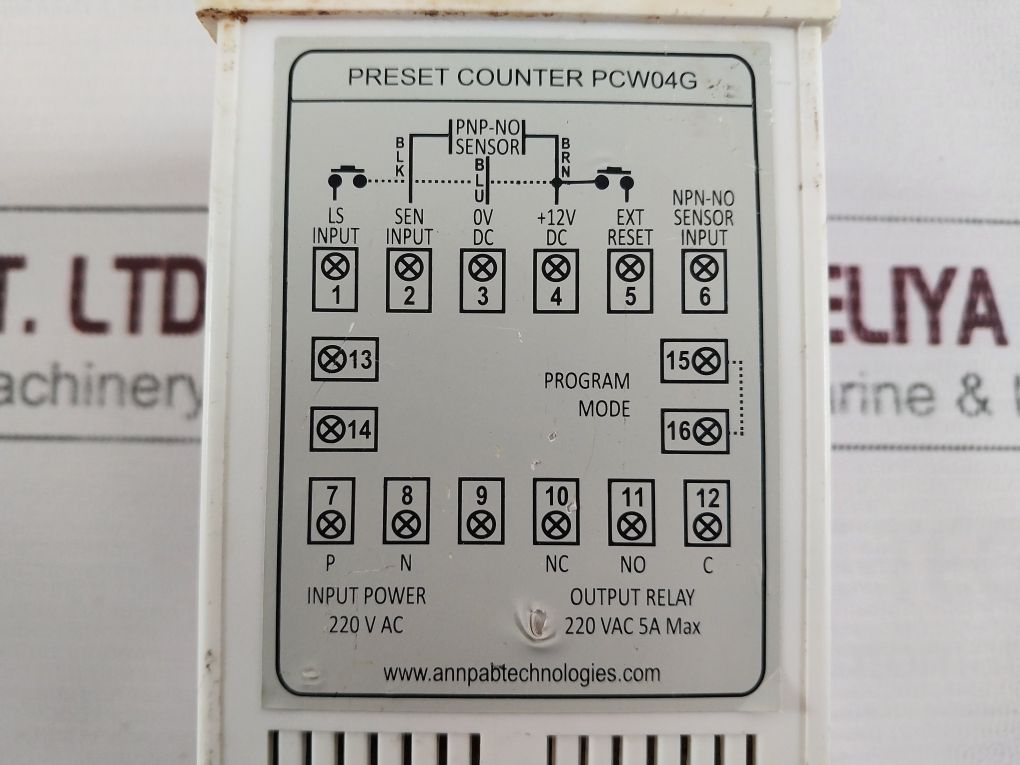 PRESET COUNTER PCW04G
PNP-NO
SENSOR
BLK
BLU
BRN
LS
INPUT
SEN
INPUT
0V
DC
+12V
DC
EXT
RESET
NPN-NO
SENSOR
INPUT
1 2 3 4 5 6
13 15
PROGRAM
MODE
14 16
7 8 9 10 11 12
P N NC NO C
INPUT POWER
220 V AC
OUTPUT RELAY
220 VAC 5A Max
www.annpabtechnologies.com
T. LTD
achinery
ELIYA
arine &